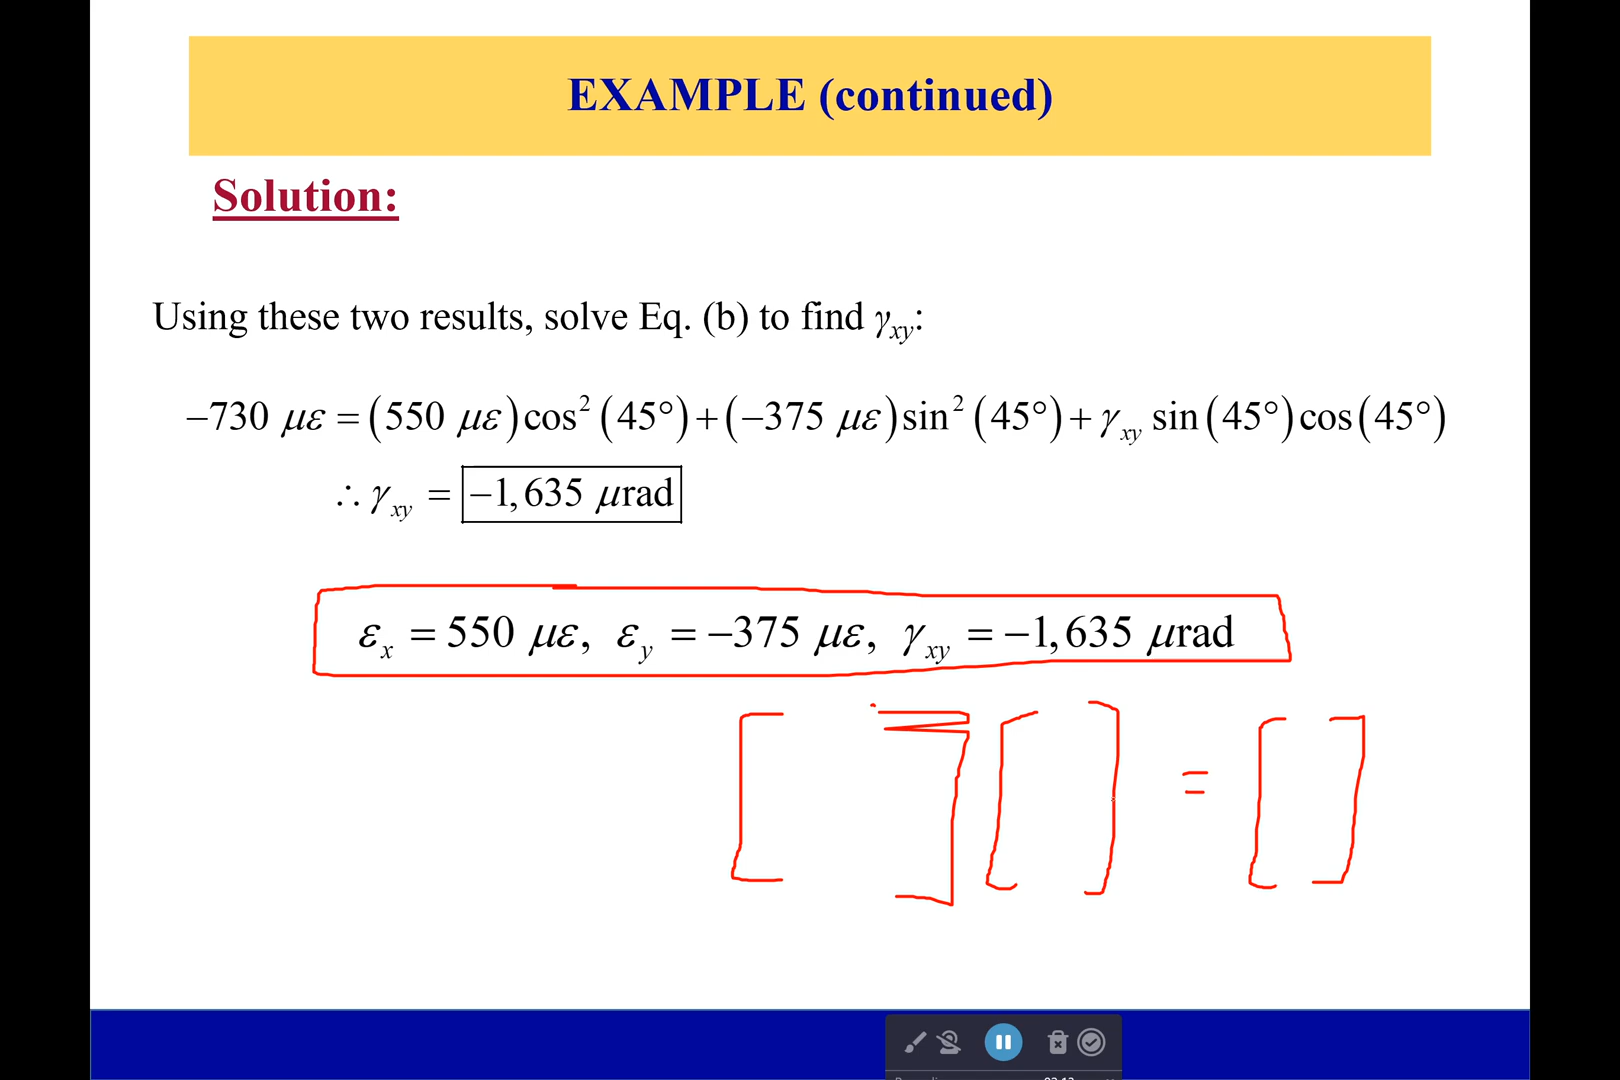 EXAMPLE (continued)
Solution:
Using these two results, solve Eq. (b) to find γxy:
−730 με = (550 με)cos²(45°)+(−375 με)sin²(45°)+γxy sin(45°)cos(45°)
∴ γxy = −1,635 μrad
εx = 550 με, εy = −375 με, γxy = −1,635 μrad
[ ] [ ] = [ ]